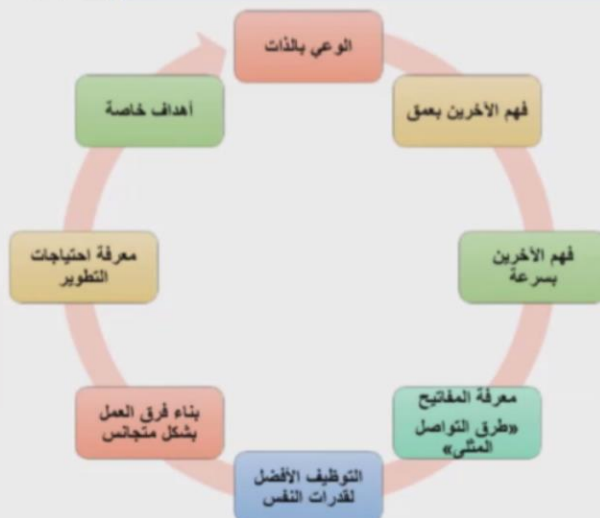 الوعي بالذات
فهم الآخرين بعمق
فهم الآخرين
بسرعة
معرفة المفاتيح
«طرق التواصل
المثلى»
التوظيف الأفضل
لقدرات النفس
بناء فرق العمل
بشكل متجانس
معرفة احتياجات
التطوير
أهداف خاصة